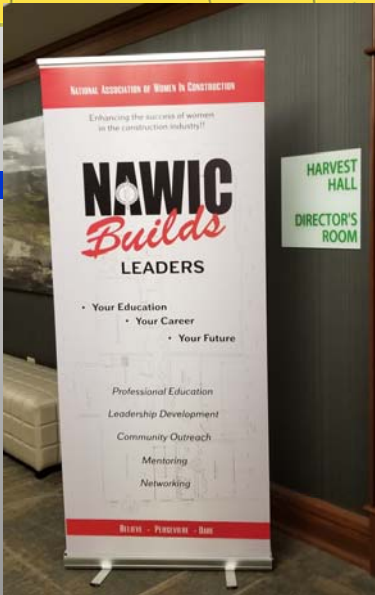 NATIONAL ASSOCIATION OF WOMEN IN CONSTRUCTION
Enhancing the success of women
in the construction industry!!
NAWIC
Builds
LEADERS
• Your Education
• Your Career
• Your Future
Professional Education
Leadership Development
Community Outreach
Mentoring
Networking
BELIEVE - PERSEVERE - DARE
HARVEST
HALL
DIRECTOR'S
ROOM